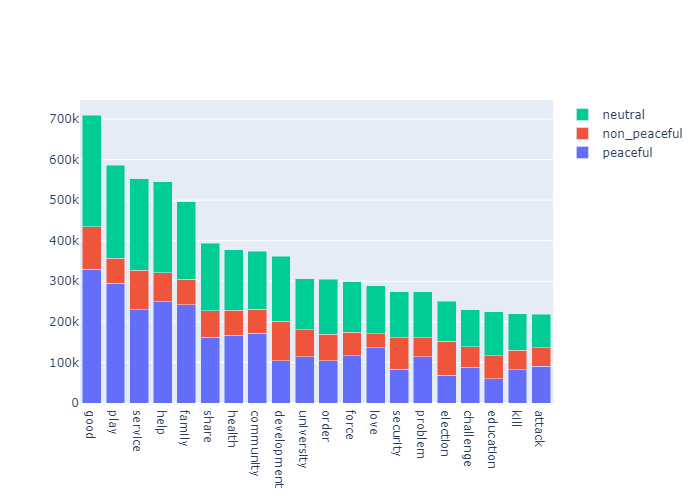 700k
600k
500k
400k
300k
200k
100k
0
good
play
service
help
family
share
health
community
development
university
order
force
love
security
problem
election
challenge
education
kill
attack
neutral
non_peaceful
peaceful